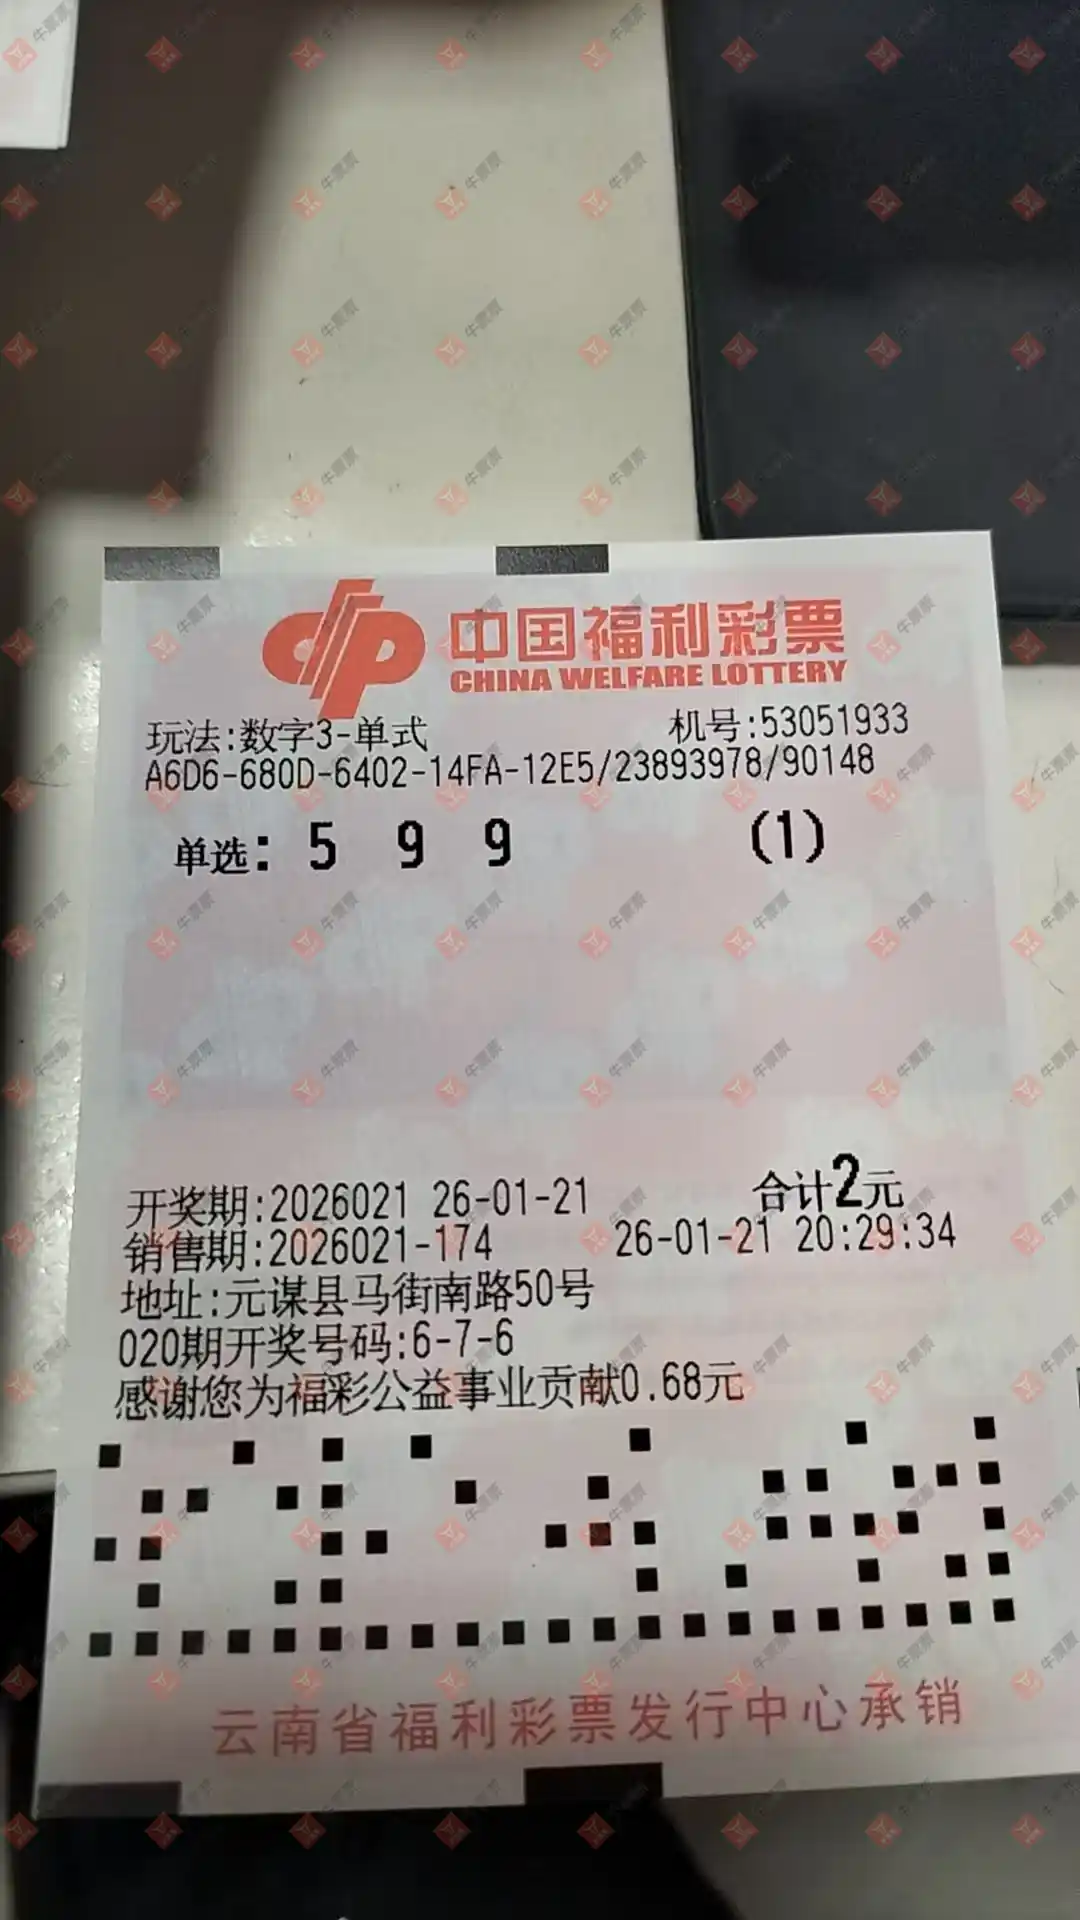 中国福利彩票
CHINA WELFARE LOTTERY
玩法:数字3-单式 机号:53051933
A6D6-680D-6402-14FA-12E5/23893978/90148
单选: 5 9 9 (1)
开奖期:2026021 26-01-21 合计2元
销售期:2026021-174 26-01-21 20:29:34
地址:元谋县马街南路50号
020期开奖号码:6-7-6
感谢您为福彩公益事业贡献0.68元
云南省福利彩票发行中心承销
牛票票